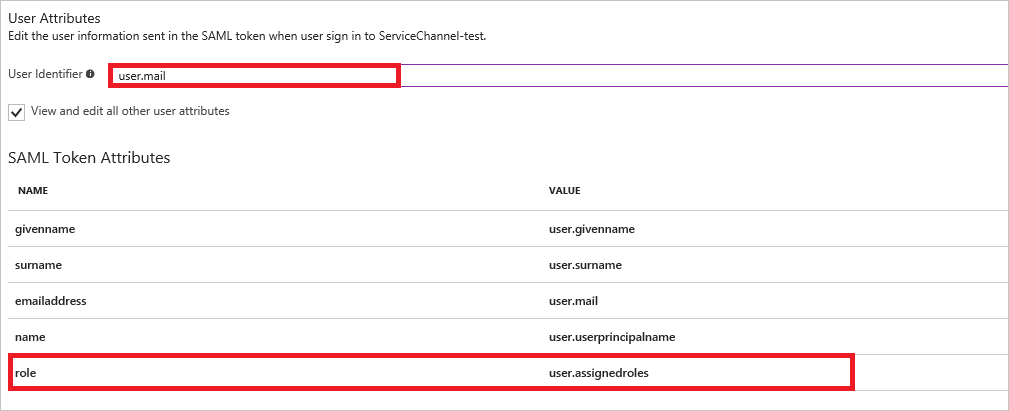 User Attributes
Edit the user information sent in the SAML token when user sign in to ServiceChannel-test.
User Identifier user.mail
View and edit all other user attributes
SAML Token Attributes
NAME VALUE
givenname user.givenname
surname user.surname
emailaddress user.mail
name user.userprincipalname
role user.assignedroles